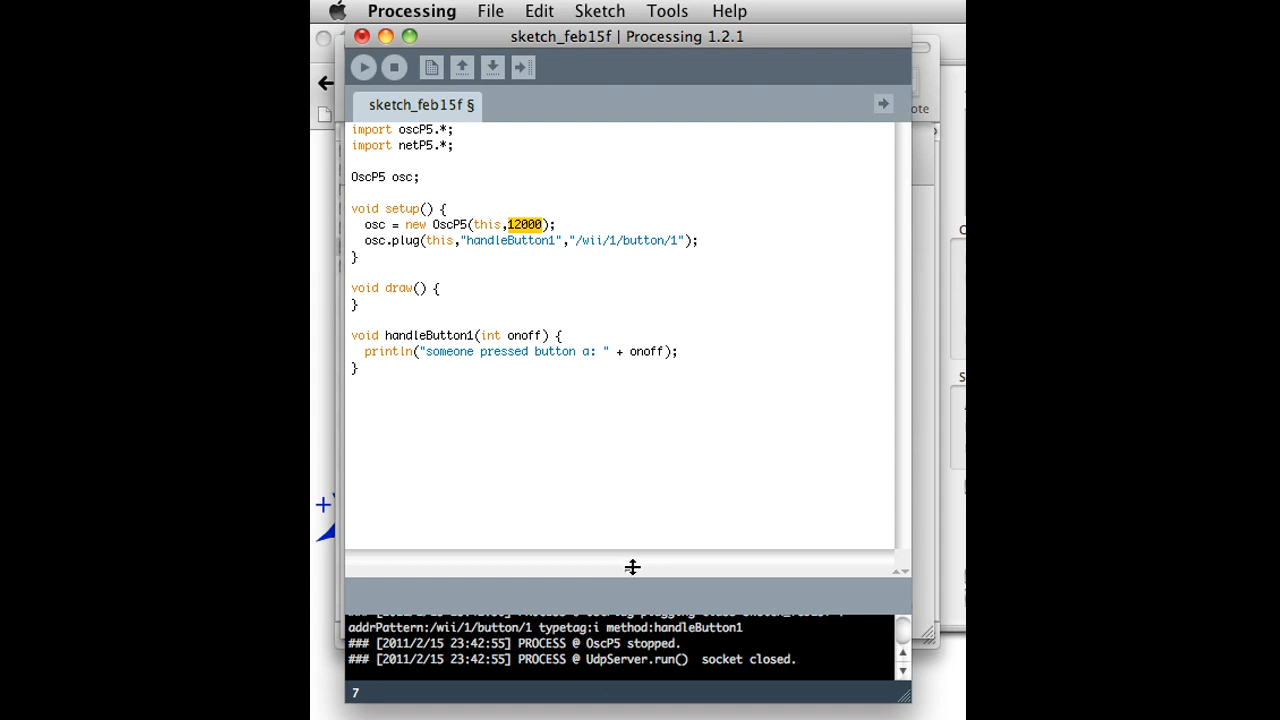 Processing File Edit Sketch Tools Help
sketch_feb15f | Processing 1.2.1
sketch_feb15f §
import oscP5.*;
import netP5.*;
OscP5 osc;
void setup() {
osc = new OscP5(this,12000);
osc.plug(this,"handleButton1","/wii/1/button/1");
}
void draw() {
}
void handleButton1(int onoff) {
println("someone pressed button a: " + onoff);
}
addrPattern:/wii/1/button/1 typetag:i method:handleButton1
### [2011/2/15 23:42:55] PROCESS @ OscP5 stopped.
### [2011/2/15 23:42:55] PROCESS @ UdpServer.run() socket closed.
7